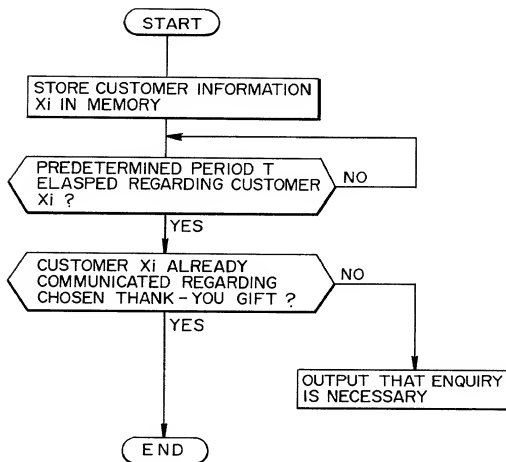 START
STORE CUSTOMER INFORMATION
Xi IN MEMORY
PREDETERMINED PERIOD T
ELASPED REGARDING CUSTOMER
Xi ?
NO
YES
CUSTOMER Xi ALREADY
COMMUNICATED REGARDING
CHOSEN THANK-YOU GIFT ?
NO
YES
OUTPUT THAT ENQUIRY
IS NECESSARY
END